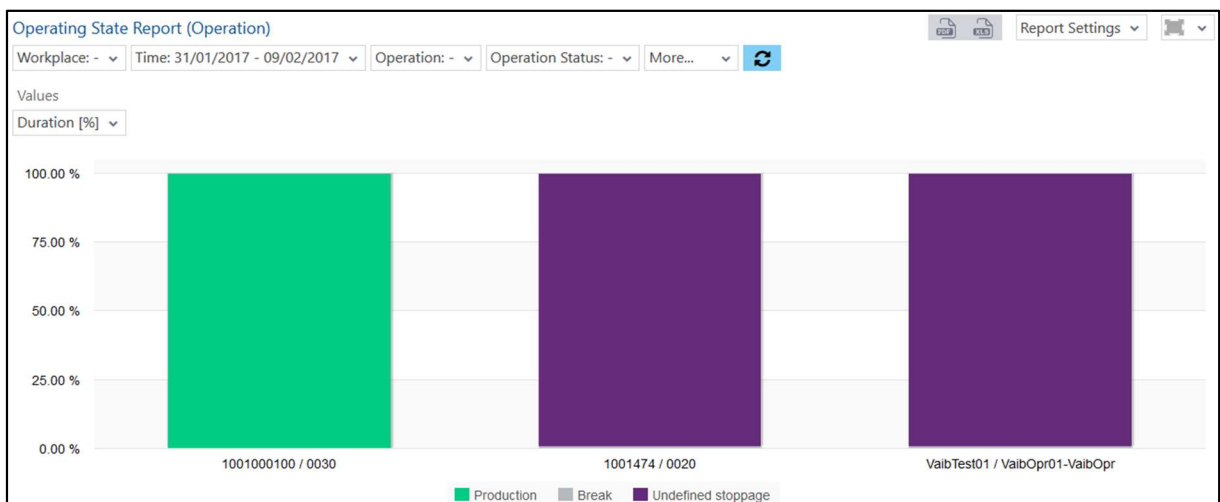 Operating State Report (Operation)
PDF XLS Report Settings
Workplace: - Time: 31/01/2017 - 09/02/2017 Operation: - Operation Status: - More...
Values
Duration [%]
100.00 %
75.00 %
50.00 %
25.00 %
0.00 %
1001000100 / 0030 1001474 / 0020 VaibTest01 / VaibOpr01-VaibOpr
Production Break Undefined stoppage